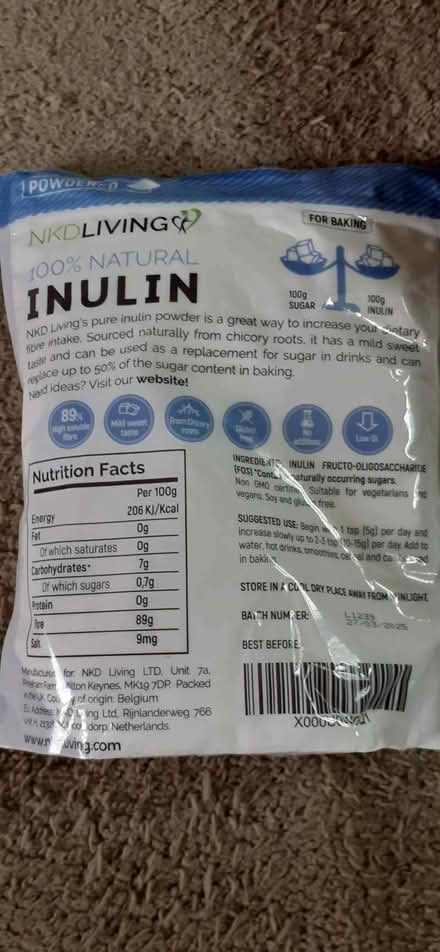 POWDERED
NKDLIVING
FOR BAKING
100% NATURAL
INULIN
100g
SUGAR
100g
INULIN
NKD Living's pure inulin powder is a great way to increase your dietary
fibre intake. Sourced naturally from chicory roots, it has a mild sweet
taste and can be used as a replacement for sugar in drinks and can
replace up to 50% of the sugar content in baking.
Need ideas? Visit our website!
89%
High soluble
fibre
Mild sweet
taste
From Chicory
roots
Gluten
free
No
additives
Low GI
Nutrition Facts
Per 100g
Energy 206 KJ/Kcal
Fat 0g
Of which saturates 0g
Carbohydrates* 7g
Of which sugars 0,7g
Protein 0g
Fibre 89g
Salt 9mg
INGREDIENTS: INULIN FRUCTO-OLIGOSACCHARIDE
(FOS) naturally occurring sugars.
Non GMO certified. Suitable for vegetarians and
vegans. Soy and gluten free.
SUGGESTED USE: Begin with 1 tsp (5g) per day and
increase slowly up to 2-3 tsp (10-15g) per day. Add to
water, hot drinks, smoothies, cereal and can be used
in baking.
STORE IN A COOL DRY PLACE AWAY FROM SUNLIGHT.
BATCH NUMBER: L1239
27/03/2025
BEST BEFORE:
Manufactured for: NKD Living LTD, Unit 7a,
Milton Keynes, MK19 7DP. Packed
in the UK. Country of origin: Belgium
EU Address: NKD Living Ltd, Rijnlanderweg 766
Unit H, Hoofddorp, Netherlands.
www.nkdliving.com